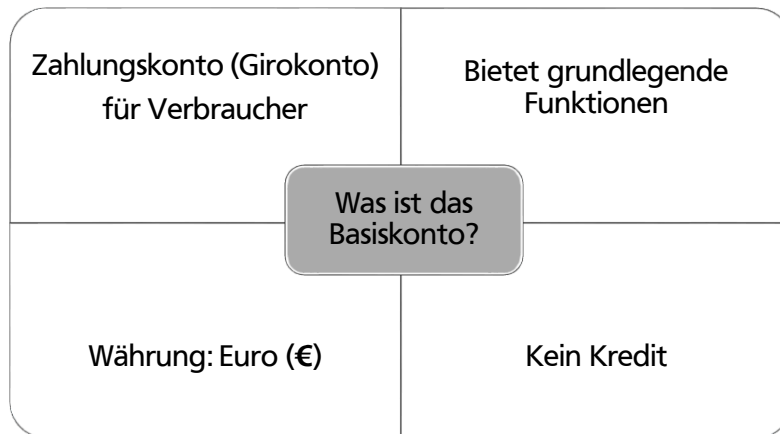 Zahlungskonto (Girokonto)
für Verbraucher
Bietet grundlegende
Funktionen
Was ist das
Basiskonto?
Währung: Euro (€)
Kein Kredit